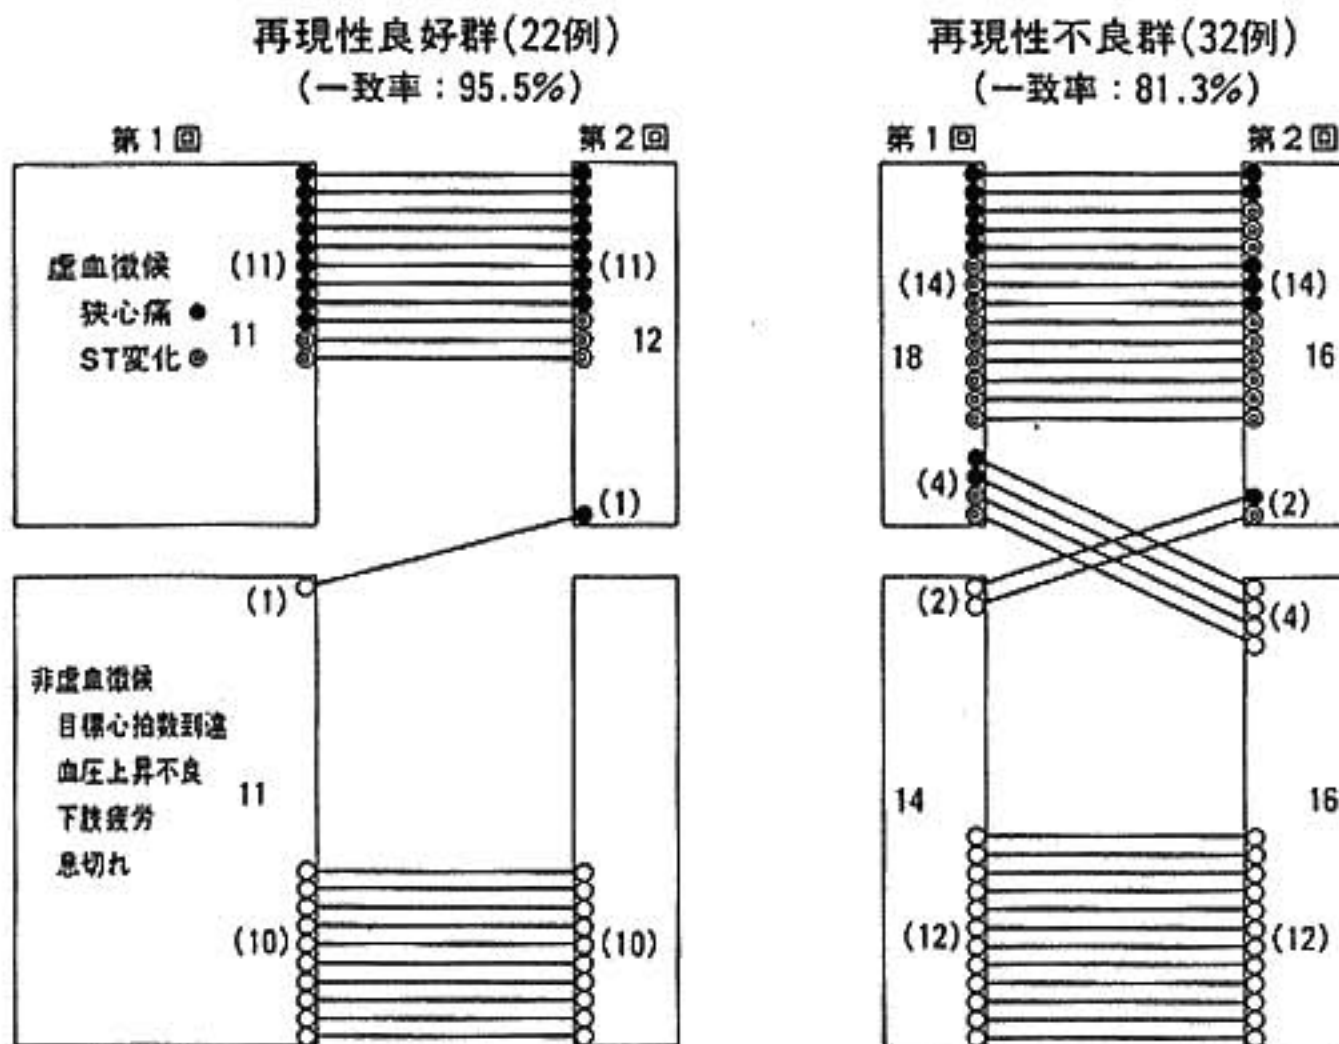 再現性良好群(22例)
(一致率：95.5%)
第1回
第2回
虚血徴候
狭心痛 ●
ST変化 ◎
(11)
11
(11)
12
(1)
(1)
非虚血徴候
目標心拍数到達
血圧上昇不良
下肢疲労
息切れ
11
(10)
(10)
再現性不良群(32例)
(一致率：81.3%)
第1回
第2回
(14)
(14)
18
16
(4)
(2)
(2)
(4)
14
16
(12)
(12)